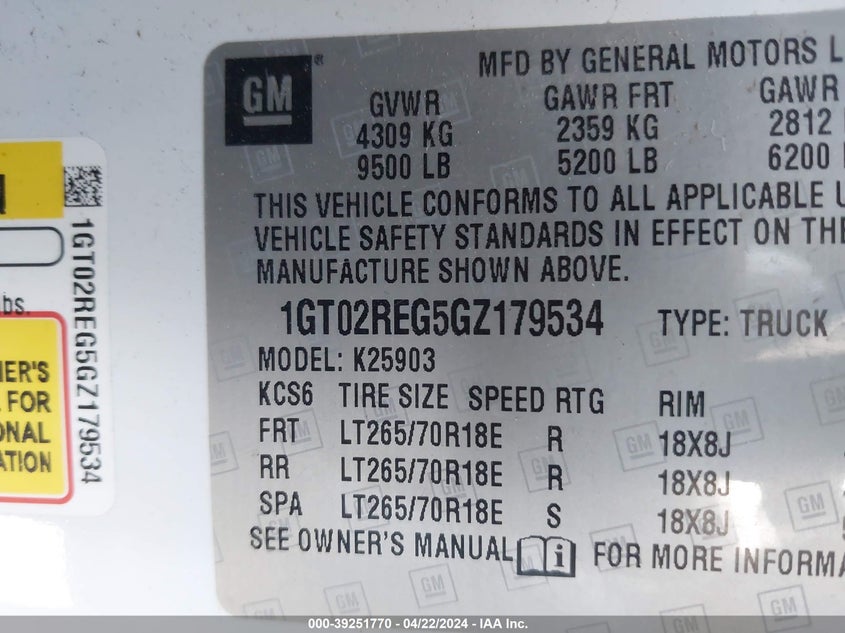 GM
MFD BY GENERAL MOTORS L
GVWR GAWR FRT GAWR
4309 KG 2359 KG 2812
9500 LB 5200 LB 6200
THIS VEHICLE CONFORMS TO ALL APPLICABLE U
VEHICLE SAFETY STANDARDS IN EFFECT ON THE
MANUFACTURE SHOWN ABOVE.
1GT02REG5GZ179534 TYPE: TRUCK
MODEL: K25903
KCS6 TIRE SIZE SPEED RTG RIM
FRT LT265/70R18E R 18X8J
RR LT265/70R18E R 18X8J
SPA LT265/70R18E S 18X8J
SEE OWNER'S MANUAL i FOR MORE INFORMA
1GT02REG5GZ179534
bs.
ER'S
FOR
ONAL
ATION
000-39251770 - 04/22/2024 - IAA Inc.